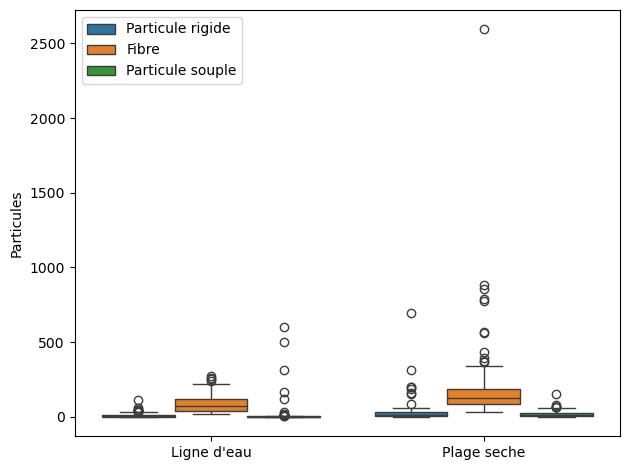 Particule rigide
Fibre
Particule souple
Particules
2500
2000
1500
1000
500
0
Ligne d'eau
Plage seche